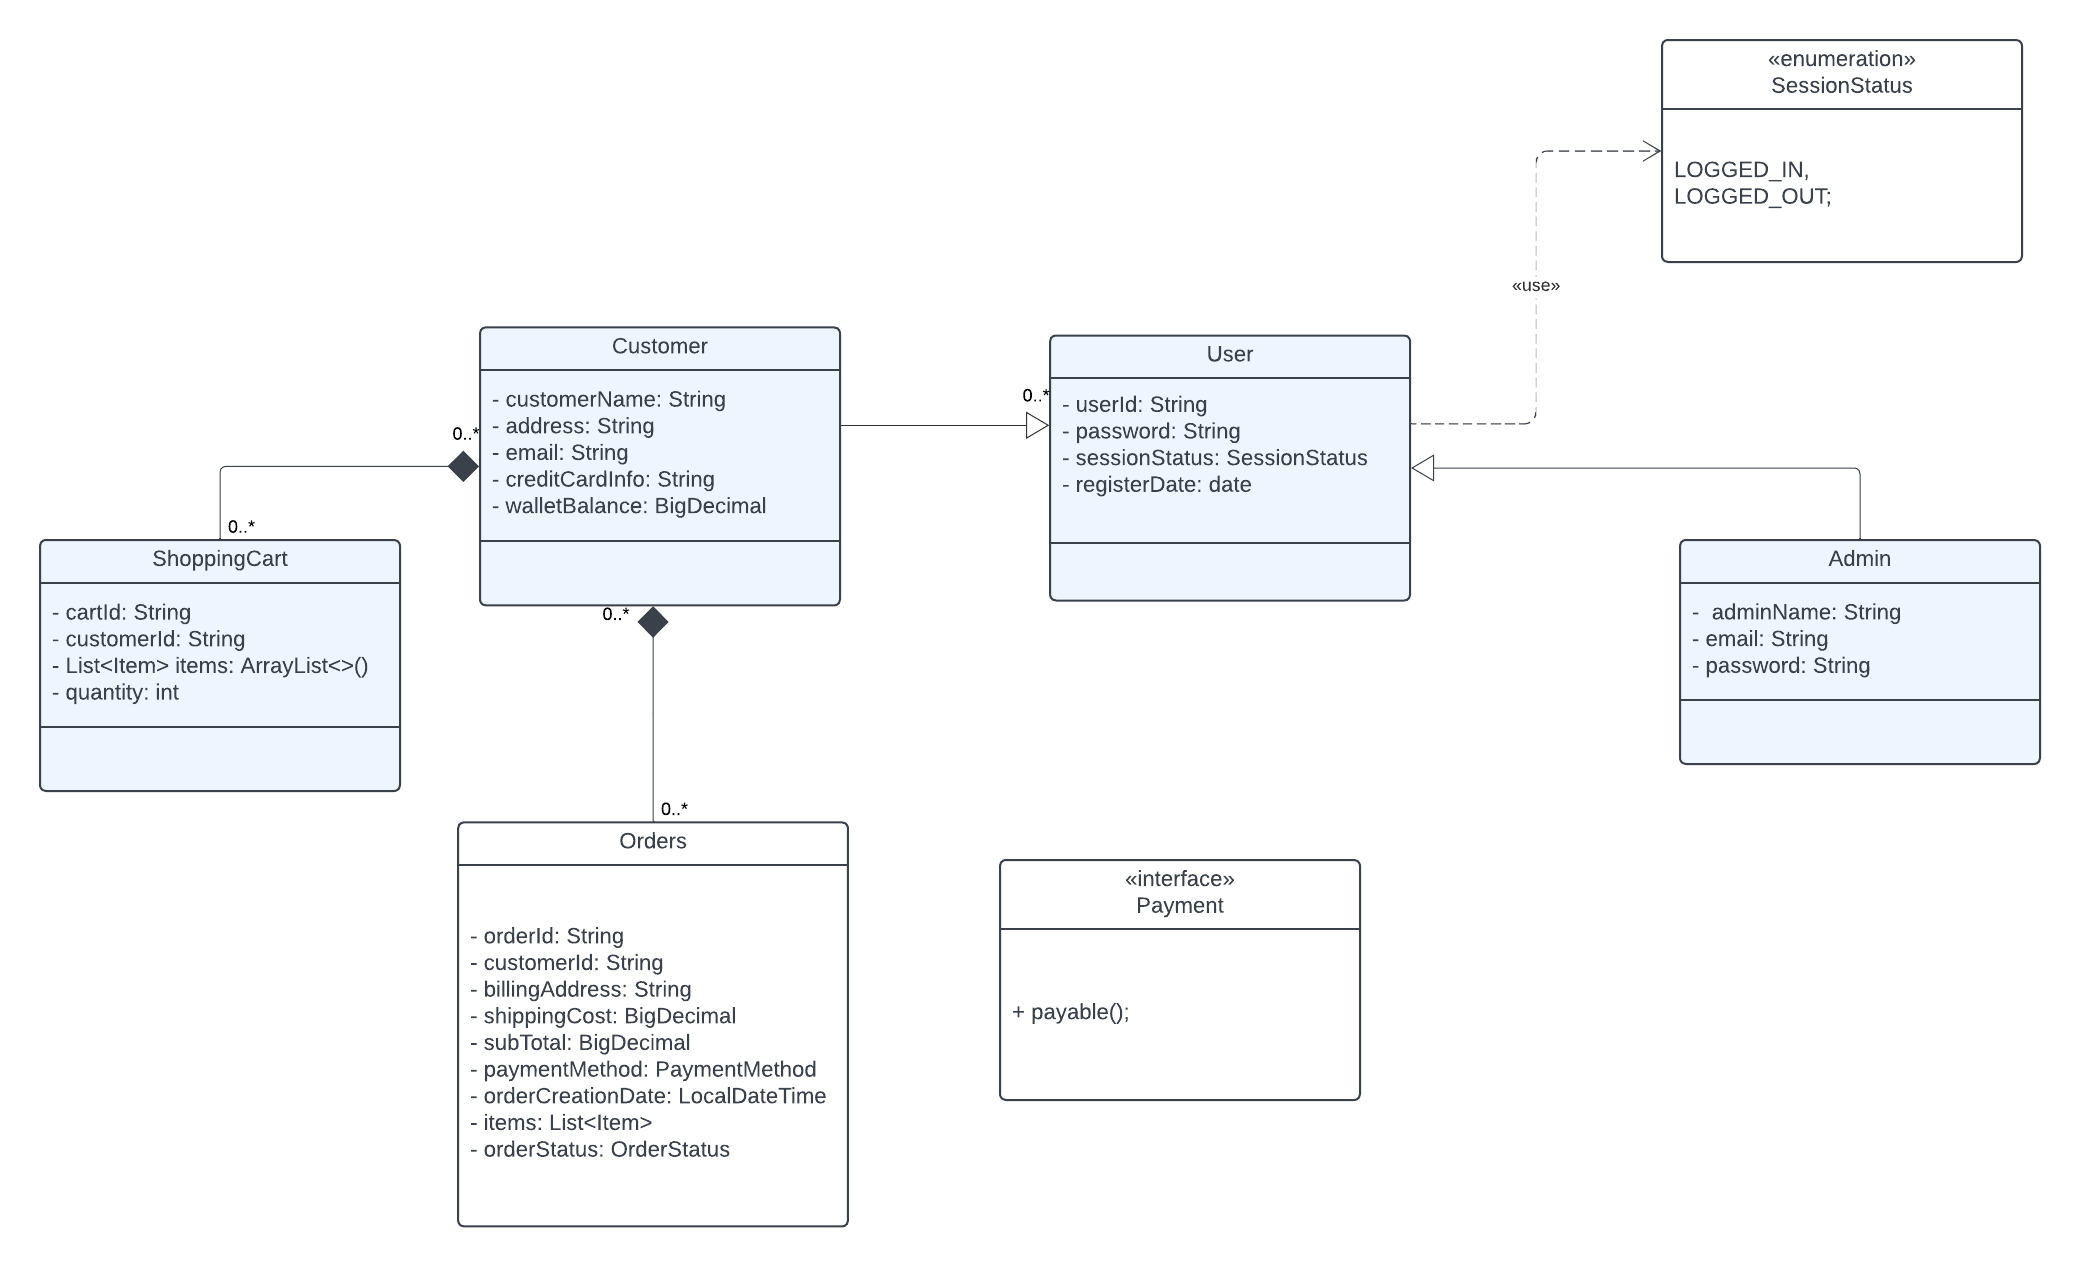 «enumeration»
SessionStatus
LOGGED_IN,
LOGGED_OUT;
«use»
Customer
- customerName: String
- address: String
- email: String
- creditCardInfo: String
- walletBalance: BigDecimal
0..*
0..*
0..*
0..*
0..*
User
- userId: String
- password: String
- sessionStatus: SessionStatus
- registerDate: date
ShoppingCart
- cartId: String
- customerId: String
- List<Item> items: ArrayList<>()
- quantity: int
Admin
-  adminName: String
- email: String
- password: String
Orders
- orderId: String
- customerId: String
- billingAddress: String
- shippingCost: BigDecimal
- subTotal: BigDecimal
- paymentMethod: PaymentMethod
- orderCreationDate: LocalDateTime
- items: List<Item>
- orderStatus: OrderStatus
«interface»
Payment
+ payable();